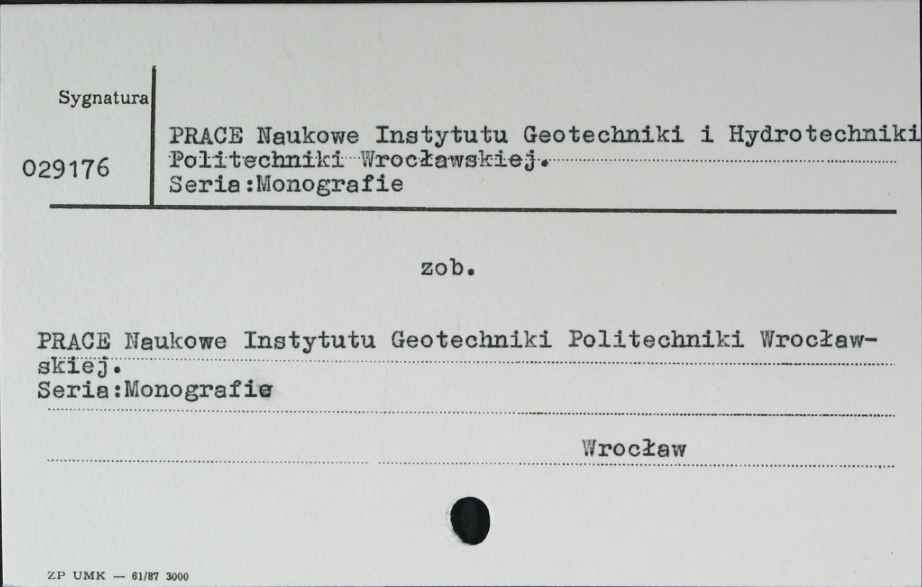 Sygnatura
029176
PRACE Naukowe Instytutu Geotechniki i Hydrotechniki
Politechniki Wrocławskiej.
Seria:Monografie
zob.
PRACE Naukowe Instytutu Geotechniki Politechniki Wrocław-
skiej.
Seria:Monografie
Wrocław
ZP UMK — 61/87 3000